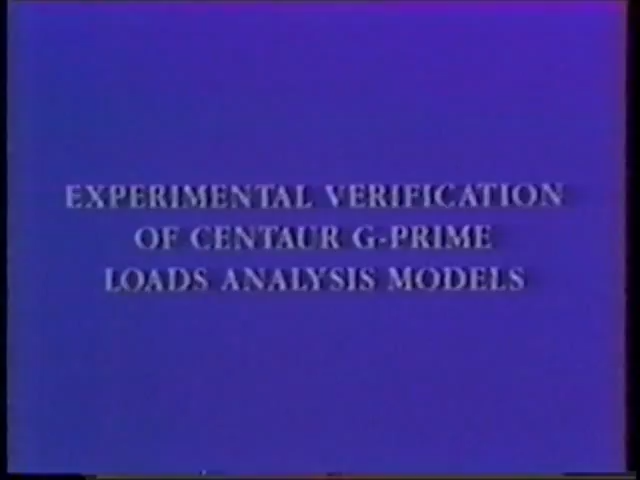 EXPERIMENTAL VERIFICATION
OF CENTAUR G-PRIME
LOADS ANALYSIS MODELS